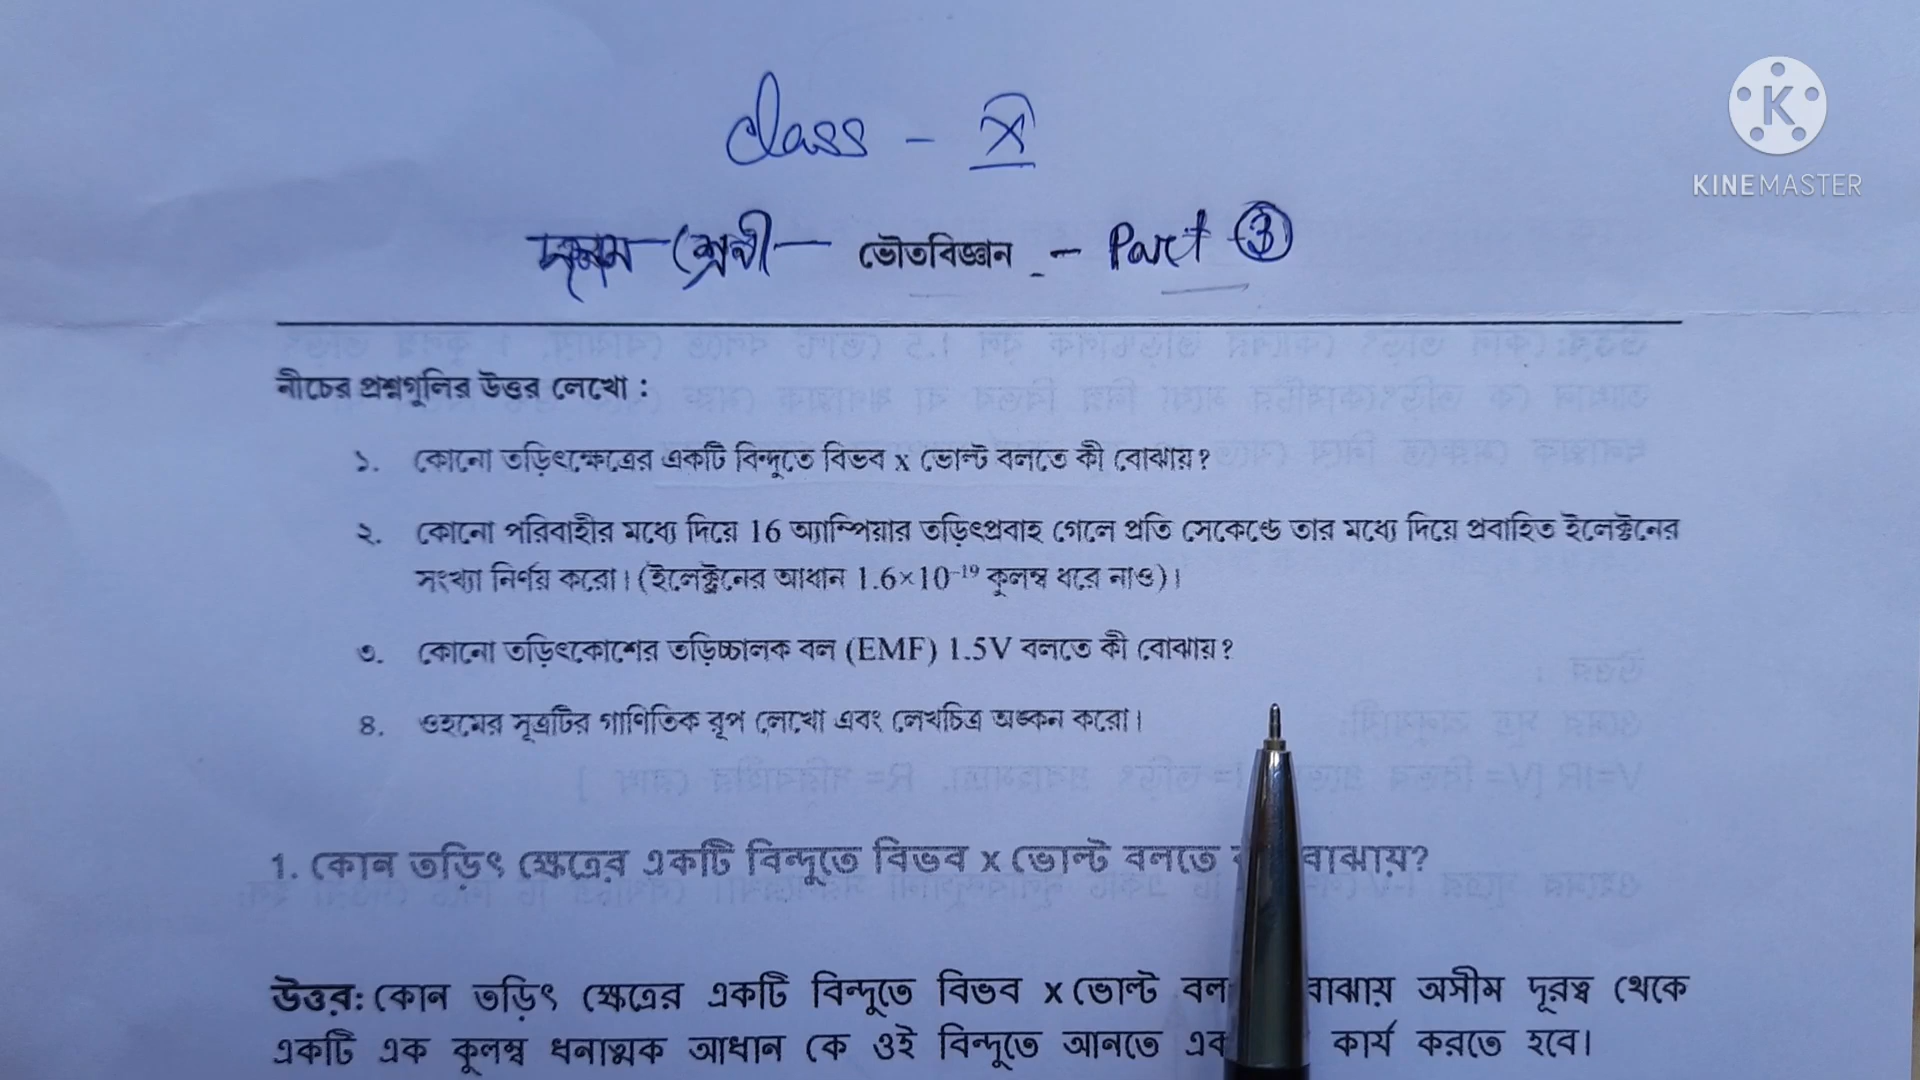 Class - X
দশম শ্রেণী - ভৌতবিজ্ঞান - Part 3
KINEMASTER
নীচের প্রশ্নগুলির উত্তর লেখো :
১. কোনো তড়িৎক্ষেত্রের একটি বিন্দুতে বিভব x ভোল্ট বলতে কী বোঝায়?
২. কোনো পরিবাহীর মধ্যে দিয়ে 16 অ্যাম্পিয়ার তড়িৎপ্রবাহ গেলে প্রতি সেকেণ্ডে তার মধ্যে দিয়ে প্রবাহিত ইলেক্ট্রনের
সংখ্যা নির্ণয় করো। (ইলেক্ট্রনের আধান 1.6×10⁻¹⁹ কুলম্ব ধরে নাও)।
৩. কোনো তড়িৎকোশের তড়িচ্চালক বল (EMF) 1.5V বলতে কী বোঝায়?
৪. ওহমের সূত্রটির গাণিতিক রূপ লেখো এবং লেখচিত্র অঙ্কন করো।
1. কোন তড়িৎ ক্ষেত্রের একটি বিন্দুতে বিভব x ভোল্ট বলতে বোঝায়?
উত্তর: কোন তড়িৎ ক্ষেত্রের একটি বিন্দুতে বিভব x ভোল্ট বল বোঝায় অসীম দূরত্ব থেকে
একটি এক কুলম্ব ধনাত্মক আধান কে ওই বিন্দুতে আনতে কার্য করতে হবে।